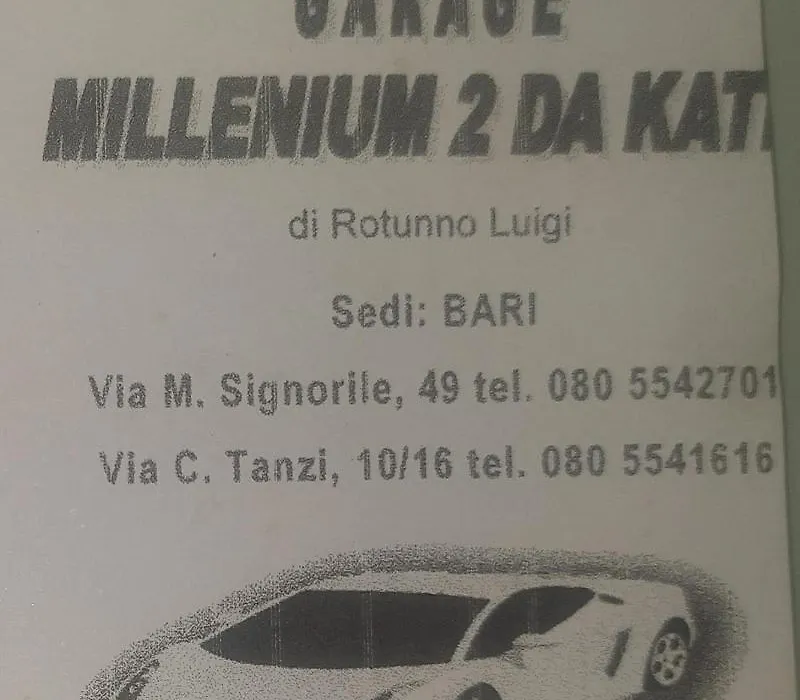 GARAGE
MILLENIUM 2 DA
di Rotunno Luigi
Sedi: BARI
Via M. Signorile, 49 tel. 080 5542701
Via C. Tanzi, 10/16 tel. 080 5541616